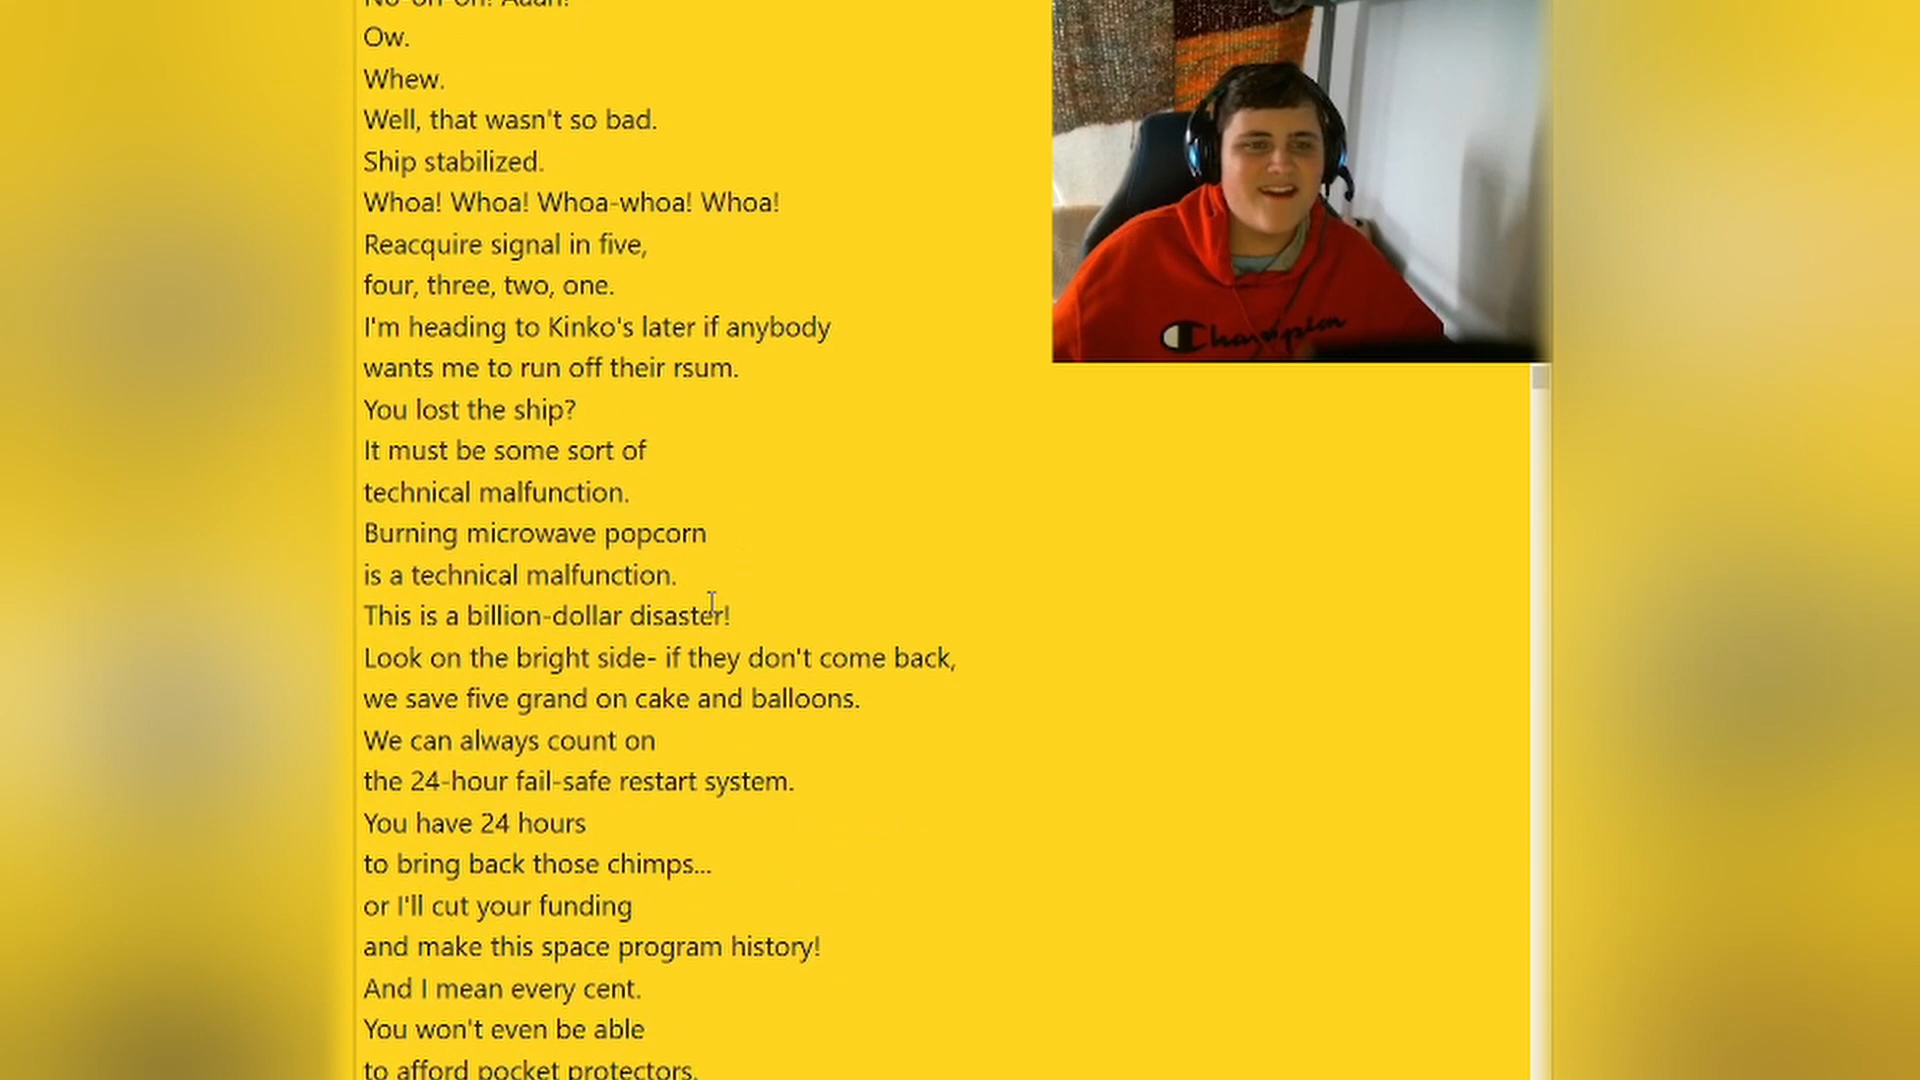 No-oh-oh! Aaah!
Ow.
Whew.
Well, that wasn't so bad.
Ship stabilized.
Whoa! Whoa! Whoa-whoa! Whoa!
Reacquire signal in five,
four, three, two, one.
I'm heading to Kinko's later if anybody
wants me to run off their rsum.
You lost the ship?
It must be some sort of
technical malfunction.
Burning microwave popcorn
is a technical malfunction.
This is a billion-dollar disaster!
Look on the bright side- if they don't come back,
we save five grand on cake and balloons.
We can always count on
the 24-hour fail-safe restart system.
You have 24 hours
to bring back those chimps...
or I'll cut your funding
and make this space program history!
And I mean every cent.
You won't even be able
to afford pocket protectors.
Champion